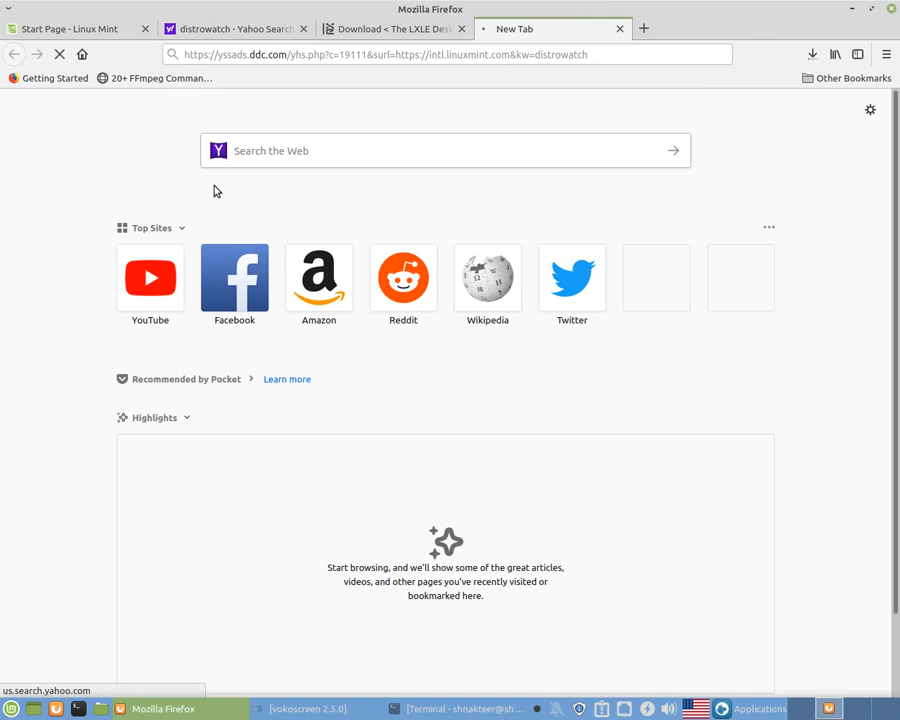 Mozilla Firefox
Start Page - Linux Mint
distrowatch - Yahoo Search
Download < The LXLE Desk
New Tab
https://yssads.ddc.com/yhs.php?c=19111&surl=https://intl.linuxmint.com&kw=distrowatch
Getting Started
20+ FFmpeg Comman…
Other Bookmarks
Y
Search the Web
Top Sites
a
YouTube
Facebook
Amazon
Reddit
Wikipedia
Twitter
Recommended by Pocket
Learn more
Highlights
Start browsing, and we'll show some of the great articles,
videos, and other pages you've recently visited or
bookmarked here.
us.search.yahoo.com
Mozilla Firefox
[vokoscreen 2.5.0]
[Terminal - shnakteer@sh...
Applications